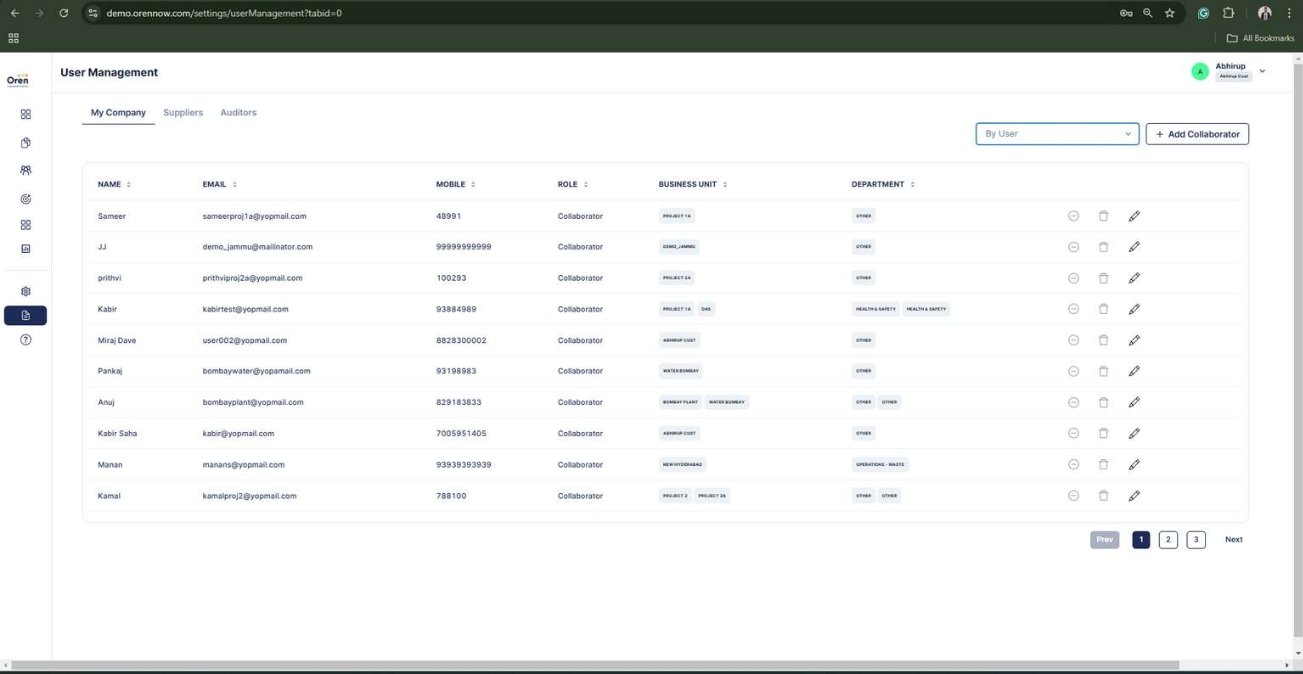 demo.orennow.com/settings/userManagement?tabid=0
All Bookmarks
Oren
User Management
A
Abhirup
Abhirup Cust
My Company Suppliers Auditors
By User
+ Add Collaborator
NAME EMAIL MOBILE ROLE BUSINESS UNIT DEPARTMENT
Sameer sameerproj1a@yopmail.com 48991 Collaborator PROJECT 1A OTHER
JJ demo_jammu@mailinator.com 99999999999 Collaborator DEMO_JAMMU OTHER
prithvi prithviproj2a@yopmail.com 100293 Collaborator PROJECT 2A OTHER
Kabir kabirtest@yopmail.com 93884989 Collaborator PROJECT 1A DAS HEALTH & SAFETY HEALTH & SAFETY
Miraj Dave user002@yopmail.com 8828300002 Collaborator ABHIRUP CUST OTHER
Pankaj bombaywater@yopamail.com 93198983 Collaborator WATER BOMBAY OTHER
Anuj bombayplant@yopmail.com 829183833 Collaborator BOMBAY PLANT WATER BOMBAY OTHER OTHER
Kabir Saha kabir@yopmail.com 7005951405 Collaborator ABHIRUP CUST OTHER
Manan manans@yopmail.com 93939393939 Collaborator NEW HYDERABAD OPERATIONS - WASTE
Kamal kamalproj2@yopmail.com 788100 Collaborator PROJECT 2 PROJECT 2A OTHER OTHER
Prev 1 2 3 Next